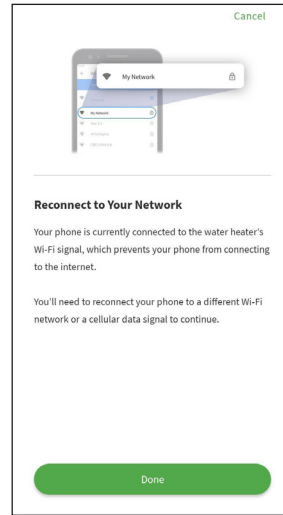 Cancel
My Network
My Network
Reconnect to Your Network
Your phone is currently connected to the water heater's
Wi-Fi signal, which prevents your phone from connecting
to the internet.
You'll need to reconnect your phone to a different Wi-Fi
network or a cellular data signal to continue.
Done